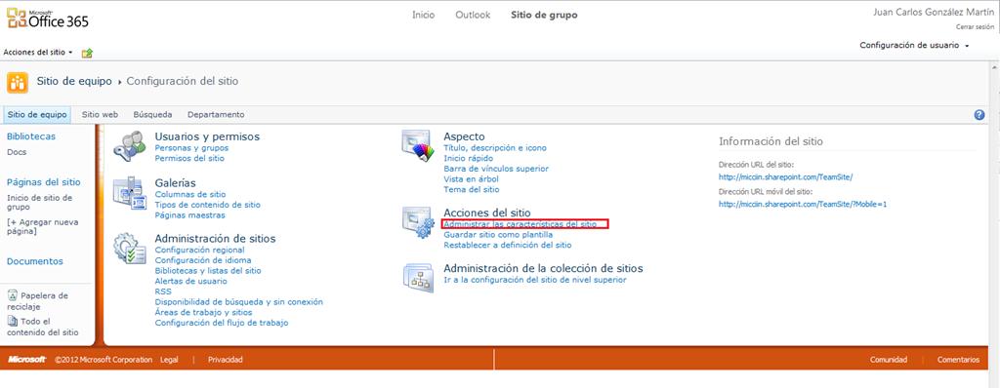 Microsoft
Office 365
Inicio Outlook Sitio de grupo
Juan Carlos González Martín
Cerrar sesión
Acciones del sitio
Configuración de usuario
Sitio de equipo Configuración del sitio
Sitio de equipo Sitio web Búsqueda Departamento
Bibliotecas
Docs
Páginas del sitio
Inicio de sitio de
grupo
[+ Agregar nueva
página]
Documentos
Papelera de
reciclaje
Todo el
contenido del sitio
Usuarios y permisos
Personas y grupos
Permisos del sitio
Galerías
Columnas de sitio
Tipos de contenido de sitio
Páginas maestras
Administración de sitios
Configuración regional
Configuración de idioma
Bibliotecas y listas del sitio
Alertas de usuario
RSS
Disponibilidad de búsqueda y sin conexión
Áreas de trabajo y sitios
Configuración del flujo de trabajo
Aspecto
Título, descripción e icono
Inicio rápido
Barra de vínculos superior
Vista en árbol
Tema del sitio
Acciones del sitio
Administrar las características del sitio
Guardar sitio como plantilla
Restablecer a definición del sitio
Administración de la colección de sitios
Ir a la configuración del sitio de nivel superior
Información del sitio
Dirección URL del sitio:
http://miccin.sharepoint.com/TeamSite/
Dirección URL móvil del sitio:
http://miccin.sharepoint.com/TeamSite/?Mobile=1
Microsoft ©2012 Microsoft Corporation Legal | Privacidad
Comunidad | Comentarios